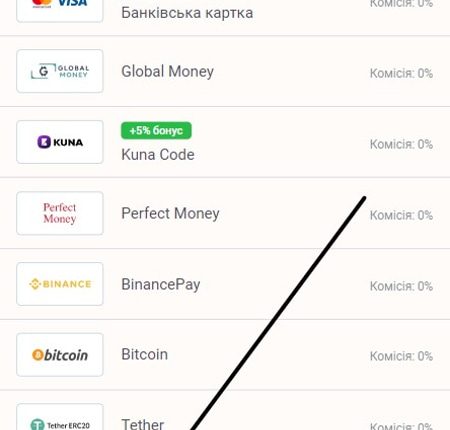 VISA
Банківська картка
Комісія: 0%
GLOBAL
MONEY
Global Money
Комісія: 0%
KUNA
+5% бонус
Kuna Code
Комісія: 0%
Perfect
Money
Perfect Money
Комісія: 0%
BINANCE
BinancePay
Комісія: 0%
bitcoin
Bitcoin
Комісія: 0%
Tether ERC20
Tether
Комісія: 0%